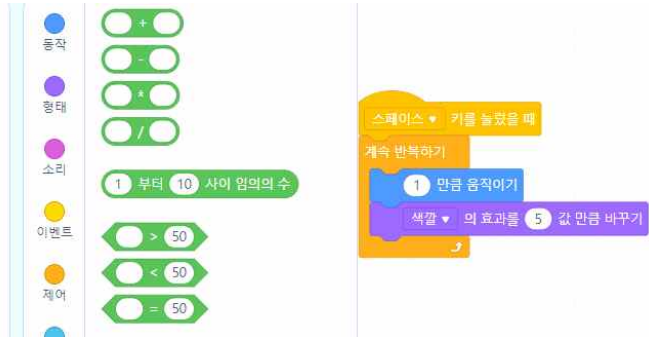 동작
형태
소리
이벤트
제어
+
-
*
/
1 부터 10 사이 임의의 수
> 50
< 50
= 50
스페이스 ▼ 키를 눌렀을 때
계속 반복하기
1 만큼 움직이기
색깔 ▼ 의 효과를 5 값 만큼 바꾸기